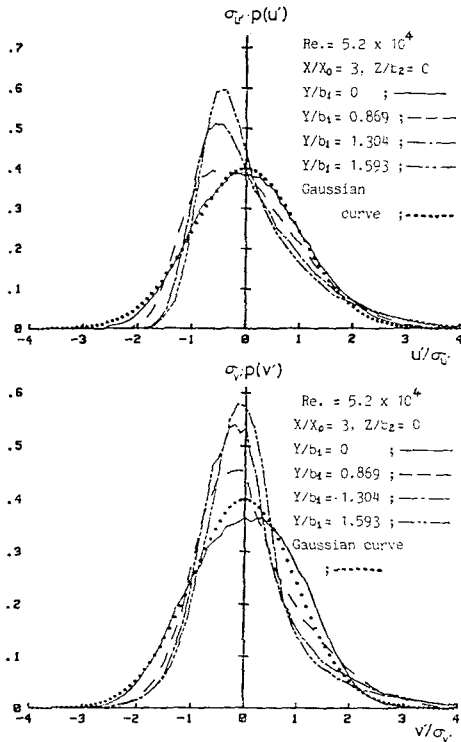 σu'·p(u')
.7
.6
.5
.4
.3
.2
.1
0
Re. = 5.2 x 10^4
X/X0 = 3, Z/b2 = 0
Y/b1 = 0 ;
Y/b1 = 0.869 ;
Y/b1 = 1.304 ;
Y/b1 = 1.593 ;
Gaussian
curve ;
-4 -3 -2 -1 0 1 2 3 4
u'/σu'
σv'·p(v')
.6
.5
.4
.3
.2
.1
0
Re. = 5.2 x 10^4
X/X0 = 3, Z/b2 = 0
Y/b1 = 0 ;
Y/b1 = 0.869 ;
Y/b1 = 1.304 ;
Y/b1 = 1.593 ;
Gaussian curve
;
-4 -3 -2 -1 0 1 2 3 4
v'/σv'